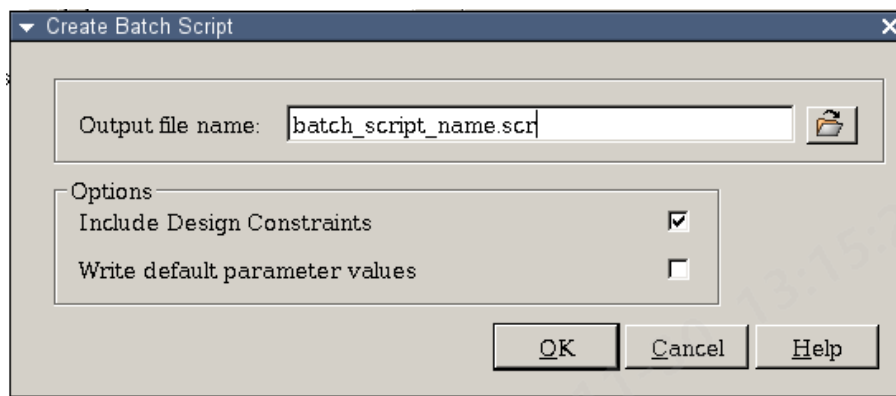 Create Batch Script
Output file name: batch_script_name.scr
Options
Include Design Constraints
Write default parameter values
OK Cancel Help